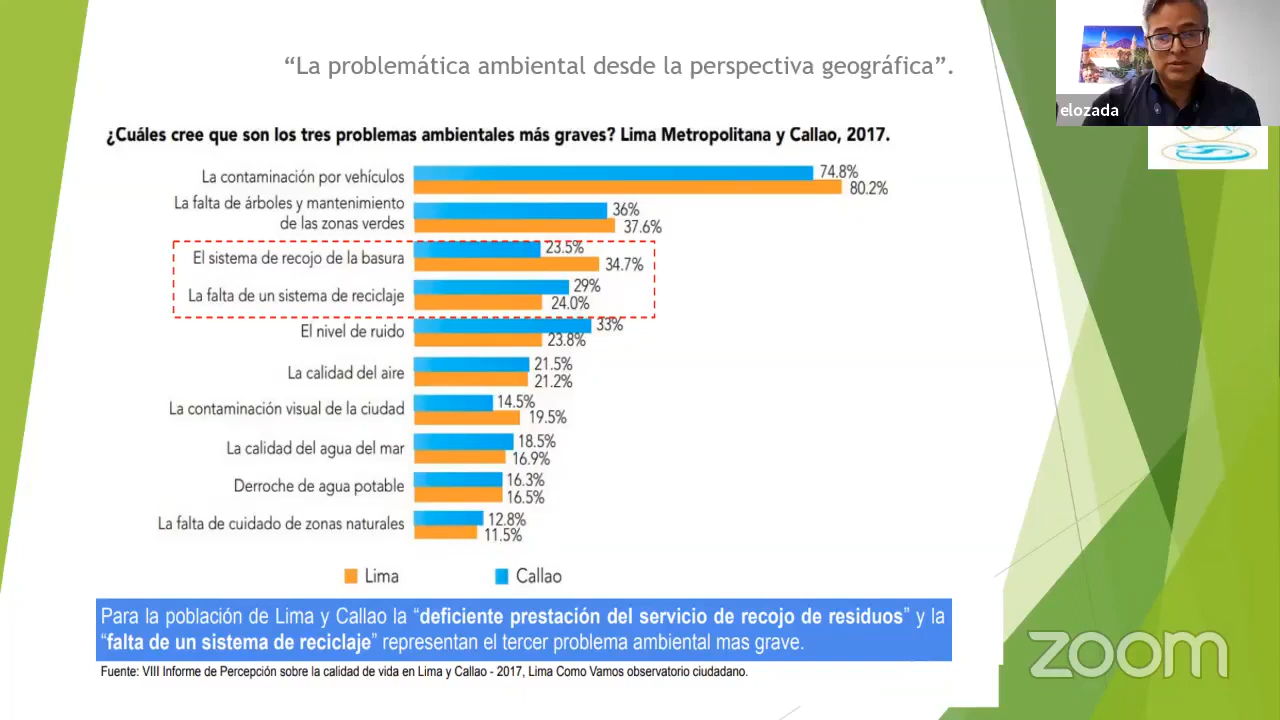 “La problemática ambiental desde la perspectiva geográfica”.
elozada
¿Cuáles cree que son los tres problemas ambientales más graves? Lima Metropolitana y Callao, 2017.
La contaminación por vehículos
74.8%
80.2%
La falta de árboles y mantenimiento
de las zonas verdes
36%
37.6%
El sistema de recojo de la basura
23.5%
34.7%
La falta de un sistema de reciclaje
29%
24.0%
El nivel de ruido
33%
23.8%
La calidad del aire
21.5%
21.2%
La contaminación visual de la ciudad
14.5%
19.5%
La calidad del agua del mar
18.5%
16.9%
Derroche de agua potable
16.3%
16.5%
La falta de cuidado de zonas naturales
12.8%
11.5%
Lima
Callao
Para la población de Lima y Callao la “deficiente prestación del servicio de recojo de residuos” y la
“falta de un sistema de reciclaje” representan el tercer problema ambiental mas grave.
Fuente: VIII Informe de Percepción sobre la calidad de vida en Lima y Callao - 2017, Lima Como Vamos observatorio ciudadano.
zoom